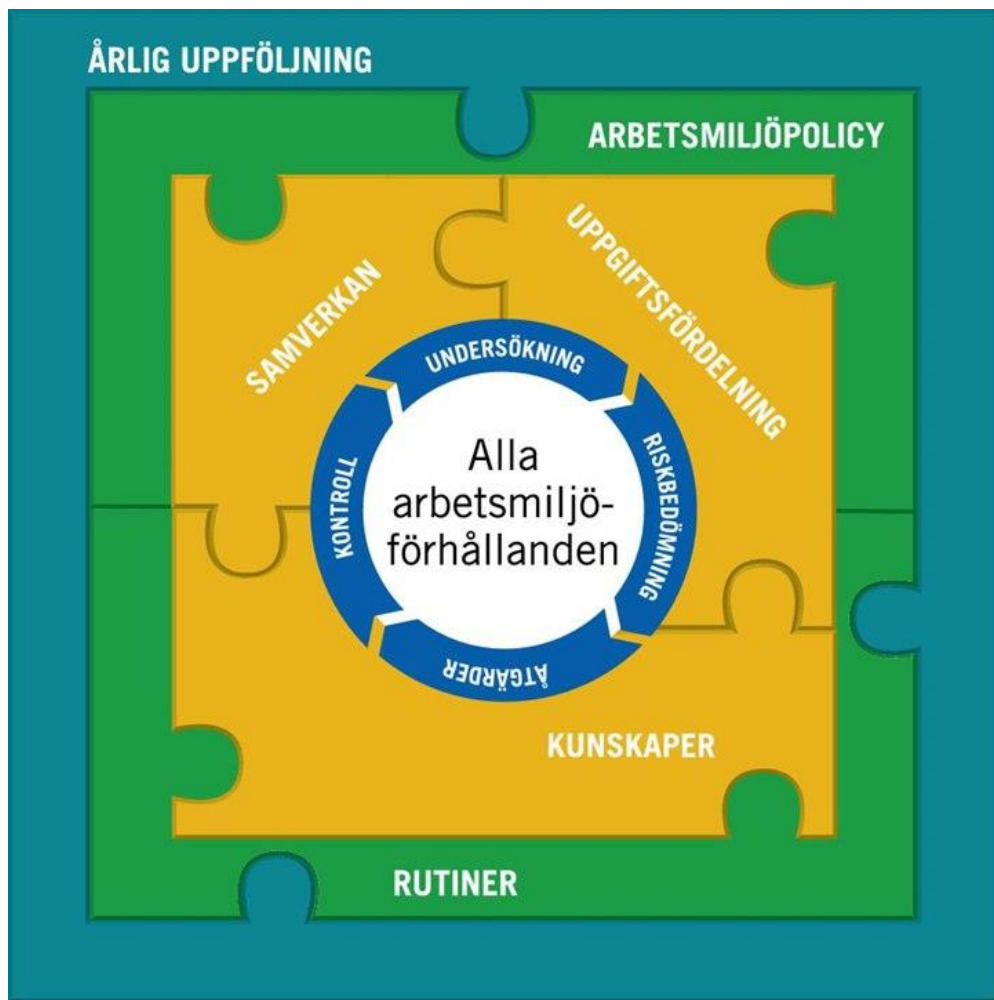 ÅRLIG UPPFÖLJNING
ARBETSMILJÖPOLICY
SAMVERKAN
UPPGIFTSFÖRDELNING
UNDERSÖKNING
RISKBEDÖMNING
ÅTGÄRDER
KONTROLL
Alla
arbetsmiljö-
förhållanden
KUNSKAPER
RUTINER